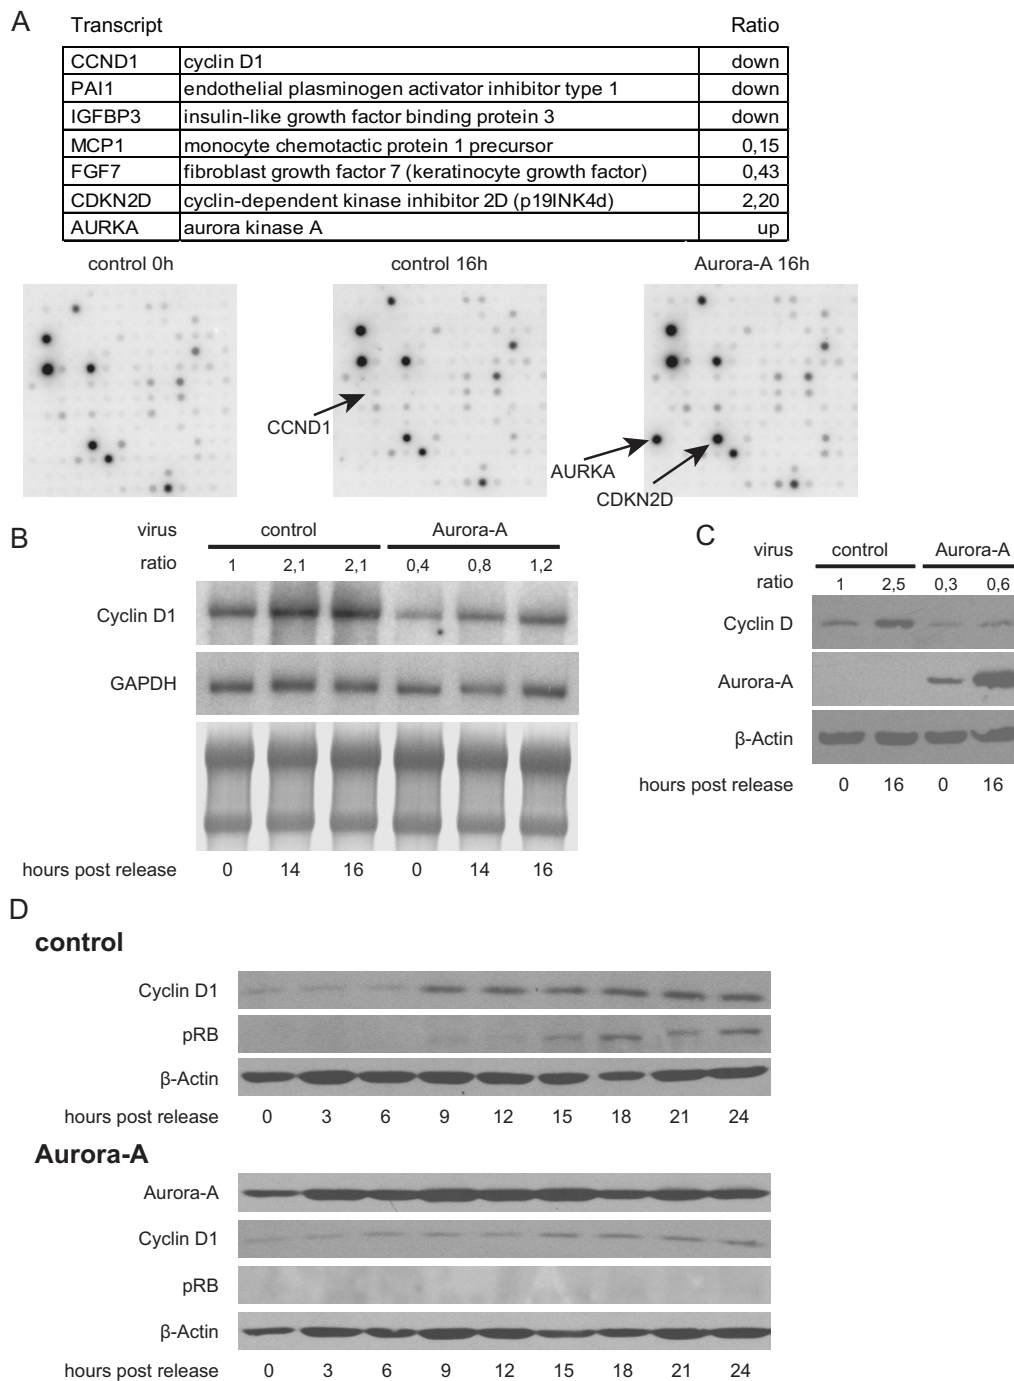 A
Transcript Ratio
CCND1 cyclin D1 down
PAI1 endothelial plasminogen activator inhibitor type 1 down
IGFBP3 insulin-like growth factor binding protein 3 down
MCP1 monocyte chemotactic protein 1 precursor 0,15
FGF7 fibroblast growth factor 7 (keratinocyte growth factor) 0,43
CDKN2D cyclin-dependent kinase inhibitor 2D (p19INK4d) 2,20
AURKA aurora kinase A up
control 0h control 16h Aurora-A 16h
CCND1
AURKA
CDKN2D
B
virus control Aurora-A
ratio 1 2,1 2,1 0,4 0,8 1,2
Cyclin D1
GAPDH
hours post release 0 14 16 0 14 16
C
virus control Aurora-A
ratio 1 2,5 0,3 0,6
Cyclin D
Aurora-A
β-Actin
hours post release 0 16 0 16
D
control
Cyclin D1
pRB
β-Actin
hours post release 0 3 6 9 12 15 18 21 24
Aurora-A
Aurora-A
Cyclin D1
pRB
β-Actin
hours post release 0 3 6 9 12 15 18 21 24